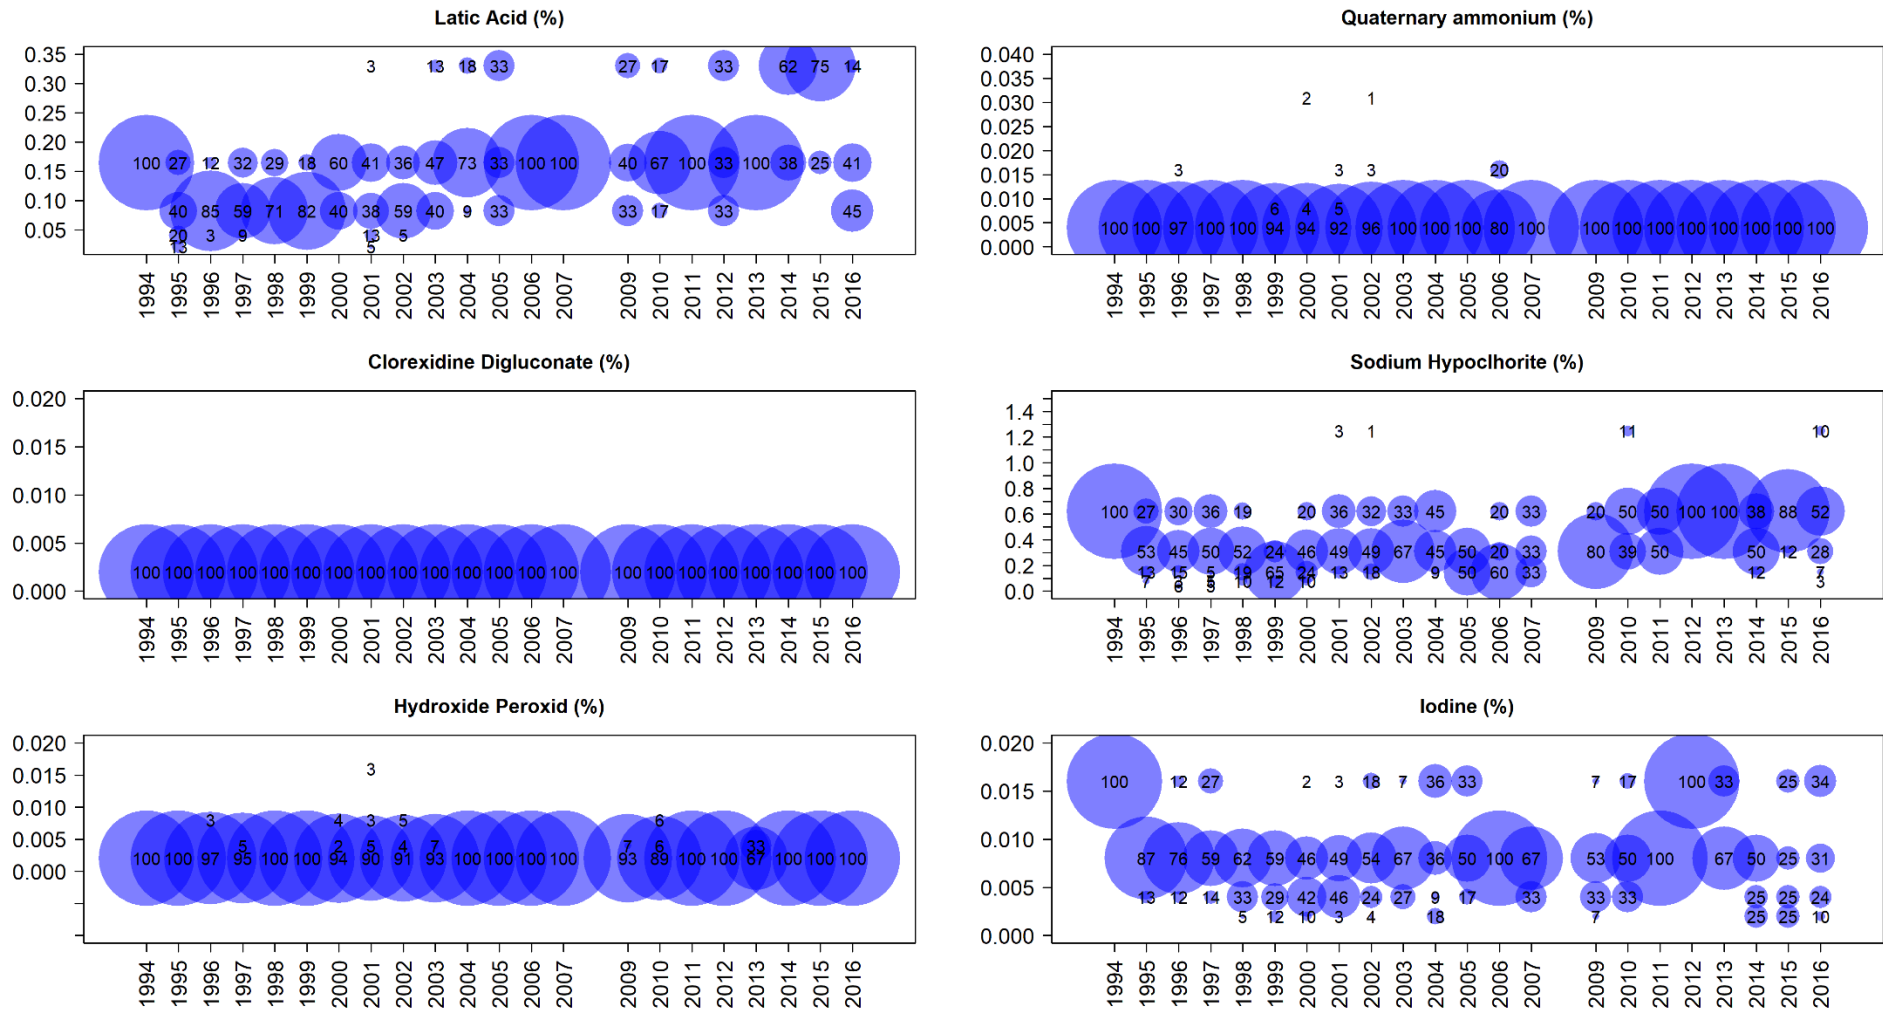 Latic Acid (%)
0.35
0.30
0.25
0.20
0.15
0.10
0.05
3 13 18 33 27 17 33 62 75 14
100 27 12 32 29 18 60 41 36 47 73 33 100 100 40 67 100 33 100 38 25 41
40 85 59 71 82 40 38 59 40 9 33 33 17 33 45
20 3 9 13 5
13 5
1994 1995 1996 1997 1998 1999 2000 2001 2002 2003 2004 2005 2006 2007 2009 2010 2011 2012 2013 2014 2015 2016
Quaternary ammonium (%)
0.040
0.035
0.030
0.025
0.020
0.015
0.010
0.005
0.000
2 1
3 3 3 20
6 4 5
100 100 97 100 100 94 94 92 96 100 100 100 80 100 100 100 100 100 100 100 100 100
1994 1995 1996 1997 1998 1999 2000 2001 2002 2003 2004 2005 2006 2007 2009 2010 2011 2012 2013 2014 2015 2016
Clorexidine Digluconate (%)
0.020
0.015
0.010
0.005
0.000
100 100 100 100 100 100 100 100 100 100 100 100 100 100 100 100 100 100 100 100 100 100
1994 1995 1996 1997 1998 1999 2000 2001 2002 2003 2004 2005 2006 2007 2009 2010 2011 2012 2013 2014 2015 2016
Sodium Hypoclhorite (%)
1.4
1.2
1.0
0.8
0.6
0.4
0.2
0.0
3 1 11 10
100 27 30 36 19 20 36 32 33 45 20 33 20 50 50 100 100 38 88 52
53 45 50 52 24 46 49 49 67 45 50 20 33 80 39 50 50 12 28
13 15 5 19 65 24 13 18 9 50 60 33 12 7
7 10 12 10 3
6 5
1994 1995 1996 1997 1998 1999 2000 2001 2002 2003 2004 2005 2006 2007 2009 2010 2011 2012 2013 2014 2015 2016
Hydroxide Peroxid (%)
0.020
0.015
0.010
0.005
0.000
3
3 4 3 5 6
5 2 5 4 7 7 6 33
100 100 97 95 100 100 94 90 91 93 100 100 100 100 93 89 100 100 67 100 100 100
1994 1995 1996 1997 1998 1999 2000 2001 2002 2003 2004 2005 2006 2007 2009 2010 2011 2012 2013 2014 2015 2016
Iodine (%)
0.020
0.015
0.010
0.005
0.000
100 12 27 2 3 18 7 36 33 7 17 100 33 25 34
87 76 59 62 59 46 49 54 67 36 50 100 67 53 50 100 67 50 25 31
13 12 14 33 29 42 46 24 27 9 17 33 33 33 25 25 24
5 12 10 3 4 18 7 25 25 10
1994 1995 1996 1997 1998 1999 2000 2001 2002 2003 2004 2005 2006 2007 2009 2010 2011 2012 2013 2014 2015 2016